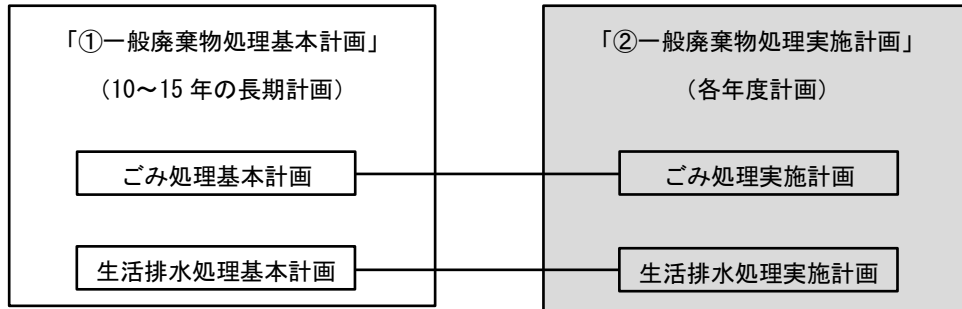 「①一般廃棄物処理基本計画」
（10～15 年の長期計画）
ごみ処理基本計画
生活排水処理基本計画
「②一般廃棄物処理実施計画」
（各年度計画）
ごみ処理実施計画
生活排水処理実施計画